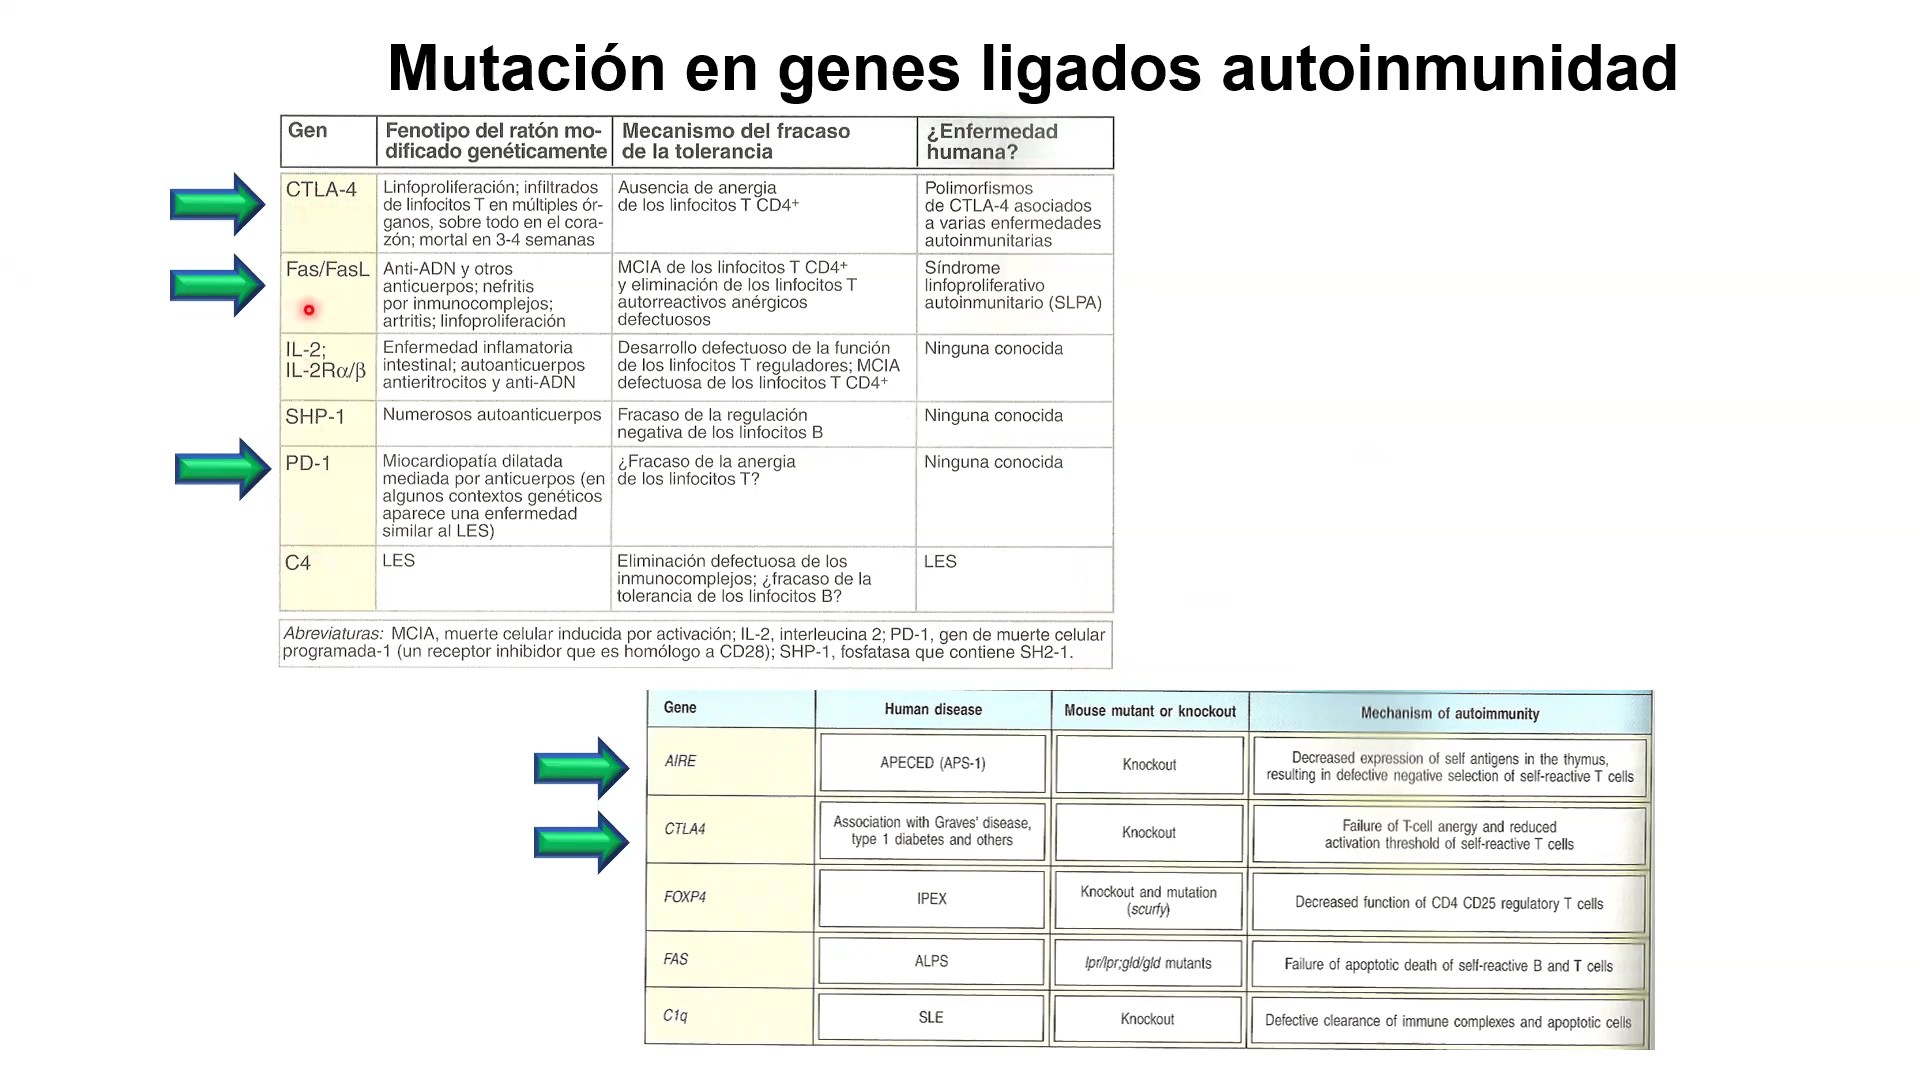 Mutación en genes ligados autoinmunidad
Gen
Fenotipo del ratón mo-
dificado genéticamente
Mecanismo del fracaso
de la tolerancia
¿Enfermedad
humana?
CTLA-4
Linfoproliferación; infiltrados
de linfocitos T en múltiples ór-
ganos, sobre todo en el cora-
zón; mortal en 3-4 semanas
Ausencia de anergia
de los linfocitos T CD4+
Polimorfismos
de CTLA-4 asociados
a varias enfermedades
autoinmunitarias
Fas/FasL
Anti-ADN y otros
anticuerpos; nefritis
por inmunocomplejos;
artritis; linfoproliferación
MCIA de los linfocitos T CD4+
y eliminación de los linfocitos T
autorreactivos anérgicos
defectuosos
Síndrome
linfoproliferativo
autoinmunitario (SLPA)
IL-2;
IL-2Rα/β
Enfermedad inflamatoria
intestinal; autoanticuerpos
antieritrocitos y anti-ADN
Desarrollo defectuoso de la función
de los linfocitos T reguladores; MCIA
defectuosa de los linfocitos T CD4+
Ninguna conocida
SHP-1
Numerosos autoanticuerpos
Fracaso de la regulación
negativa de los linfocitos B
Ninguna conocida
PD-1
Miocardiopatía dilatada
mediada por anticuerpos (en
algunos contextos genéticos
aparece una enfermedad
similar al LES)
¿Fracaso de la anergia
de los linfocitos T?
Ninguna conocida
C4
LES
Eliminación defectuosa de los
inmunocomplejos; ¿fracaso de la
tolerancia de los linfocitos B?
LES
Abreviaturas: MCIA, muerte celular inducida por activación; IL-2, interleucina 2; PD-1, gen de muerte celular
programada-1 (un receptor inhibidor que es homólogo a CD28); SHP-1, fosfatasa que contiene SH2-1.
Gene
Human disease
Mouse mutant or knockout
Mechanism of autoimmunity
AIRE
APECED (APS-1)
Knockout
Decreased expression of self antigens in the thymus,
resulting in defective negative selection of self-reactive T cells
CTLA4
Association with Graves' disease,
type 1 diabetes and others
Knockout
Failure of T-cell anergy and reduced
activation threshold of self-reactive T cells
FOXP4
IPEX
Knockout and mutation
(scurfy)
Decreased function of CD4 CD25 regulatory T cells
FAS
ALPS
lpr/lpr;gld/gld mutants
Failure of apoptotic death of self-reactive B and T cells
C1q
SLE
Knockout
Defective clearance of immune complexes and apoptotic cells